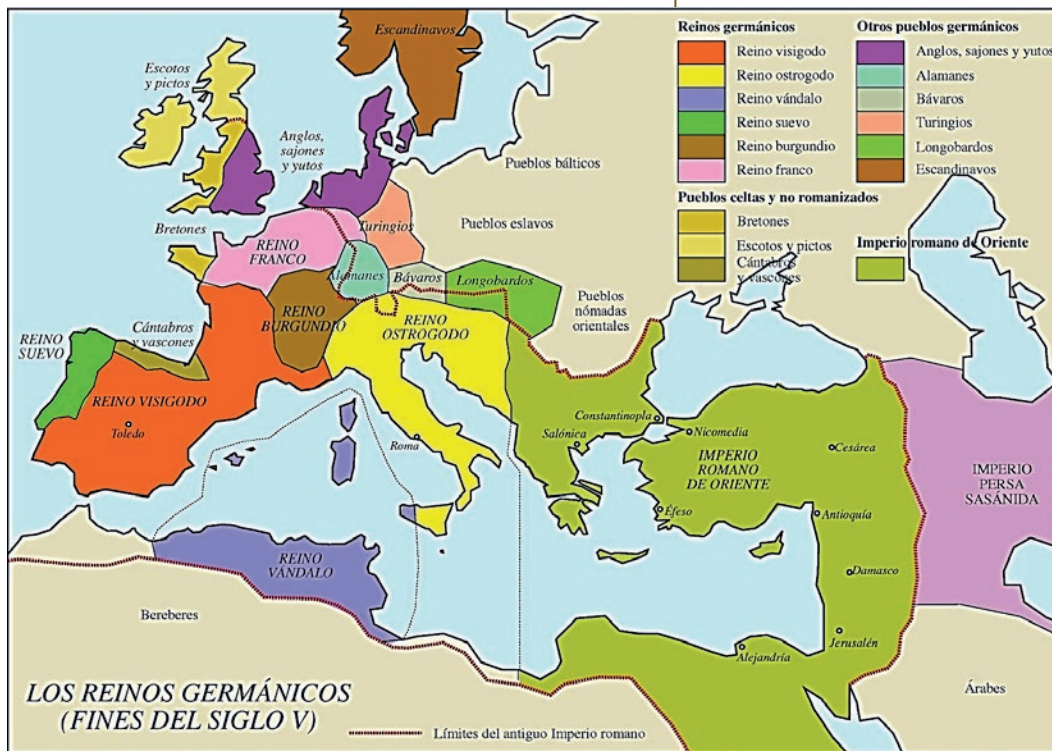 Reinos germánicos
Reino visigodo
Reino ostrogodo
Reino vándalo
Reino suevo
Reino burgundio
Reino franco
Pueblos celtas y no romanizados
Bretones
Escotos y pictos
Cántabros
y vascones
Otros pueblos germánicos
Anglos, sajones y yutos
Alamanes
Bávaros
Turingios
Longobardos
Escandinavos
Imperio romano de Oriente
Escandinavos
Escotos
y pictos
Anglos,
sajones
y yutos
Pueblos bálticos
Pueblos eslavos
Bretones
REINO
FRANCO
Turingios
Alamanes
Bávaros
Longobardos
Pueblos
nómadas
orientales
REINO
BURGUNDIO
REINO
OSTROGODO
REINO
SUEVO
Cántabros
y vascones
REINO VISIGODO
Toledo
Roma
Constantinopla
Nicomedia
Salónica
Cesárea
IMPERIO
ROMANO
DE ORIENTE
IMPERIO
PERSA
SASÁNIDA
Éfeso
Antioquía
REINO
VÁNDALO
Damasco
Bereberes
Jerusalén
Alejandría
Árabes
LOS REINOS GERMÁNICOS
(FINES DEL SIGLO V)
Límites del antiguo Imperio romano